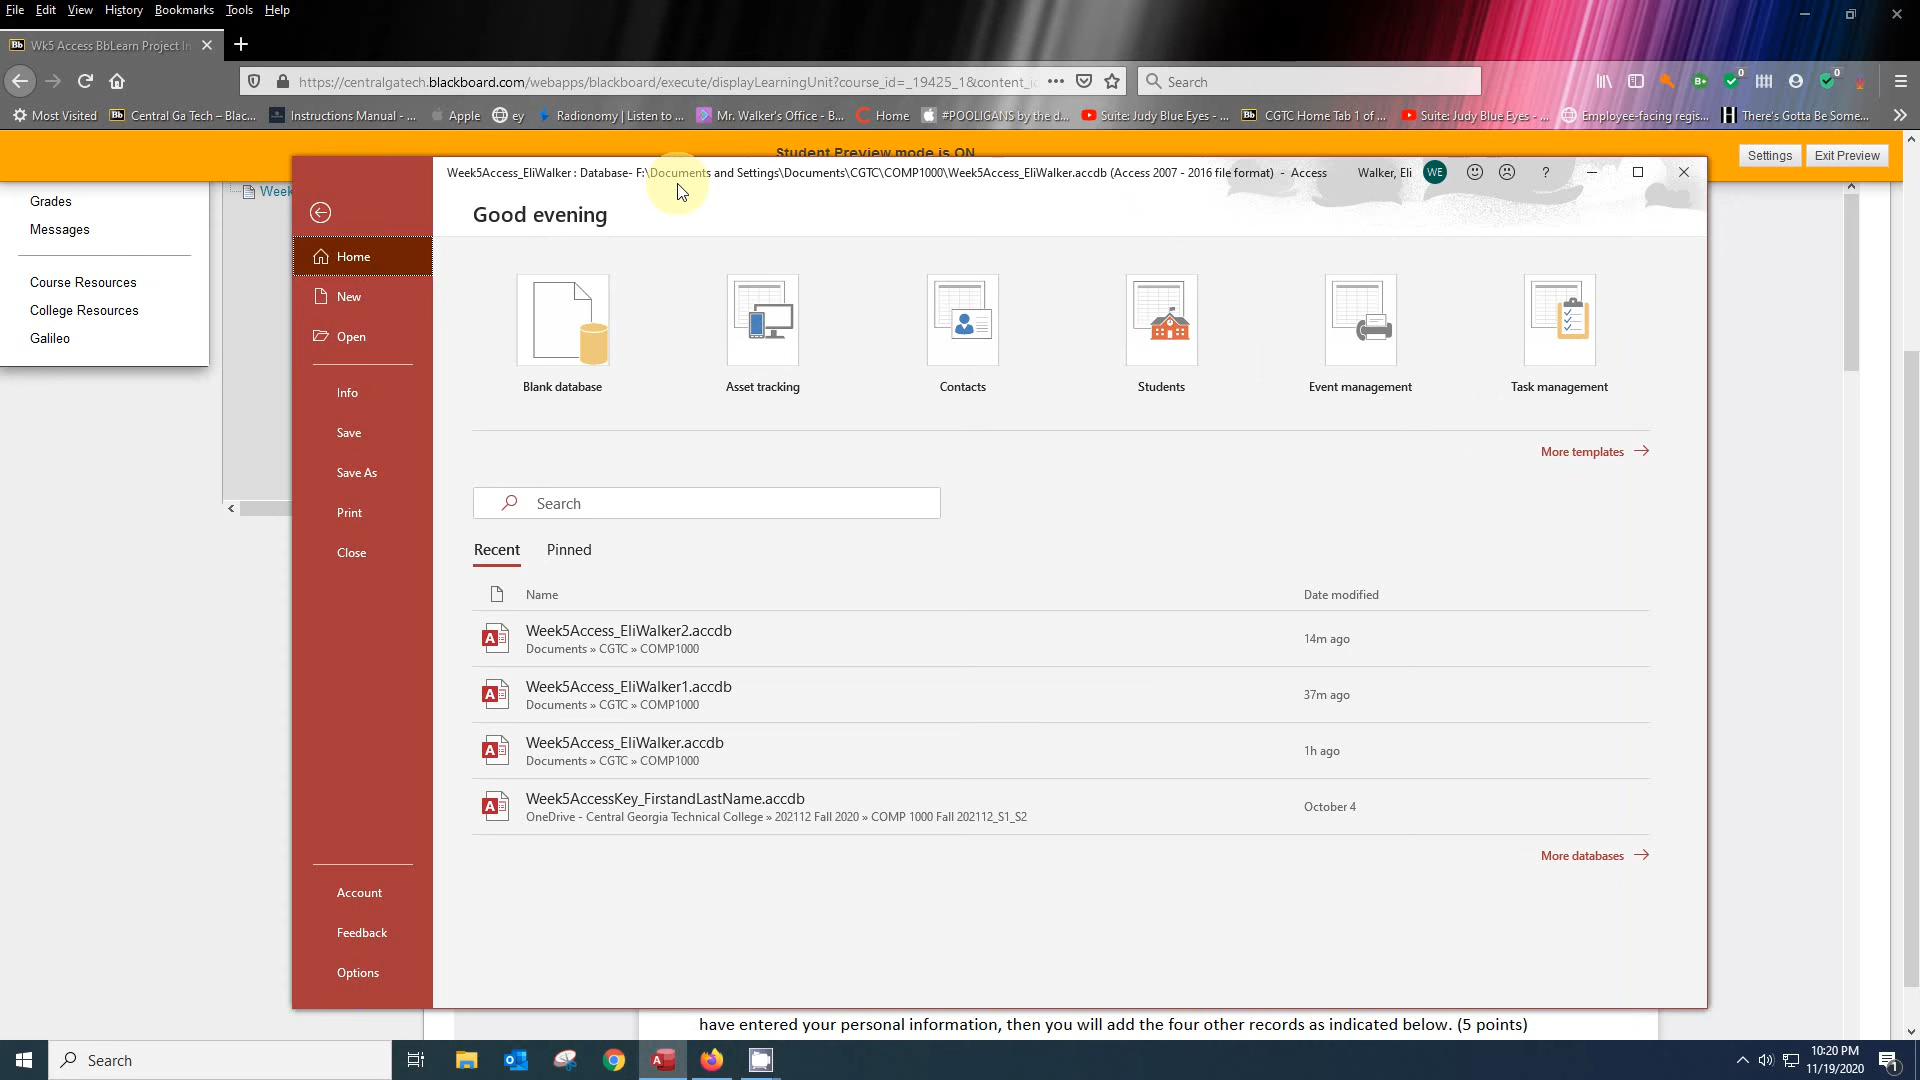 File Edit View History Bookmarks Tools Help
Wk5 Access BbLearn Project In
https://centralgatech.blackboard.com/webapps/blackboard/execute/displayLearningUnit?course_id=_19425_1&content_i
Search
Most Visited Central Ga Tech – Blac... Instructions Manual - ... Apple ey Radionomy | Listen to ... Mr. Walker's Office - B... Home #POOLIGANS by the d... Suite: Judy Blue Eyes - ... CGTC Home Tab 1 of ... Suite: Judy Blue Eyes - ... Employee-facing regis... There's Gotta Be Some...
Student Preview mode is ON
Settings Exit Preview
Week
Grades
Messages
Course Resources
College Resources
Galileo
Week5Access_EliWalker : Database- F:\Documents and Settings\Documents\CGTC\COMP1000\Week5Access_EliWalker.accdb (Access 2007 - 2016 file format) - Access Walker, Eli WE ?
Good evening
Home
New
Open
Info
Save
Save As
Print
Close
Account
Feedback
Options
Blank database Asset tracking Contacts Students Event management Task management
More templates
Search
Recent Pinned
Name Date modified
Week5Access_EliWalker2.accdb 14m ago
Documents » CGTC » COMP1000
Week5Access_EliWalker1.accdb 37m ago
Documents » CGTC » COMP1000
Week5Access_EliWalker.accdb 1h ago
Documents » CGTC » COMP1000
Week5AccessKey_FirstandLastName.accdb October 4
OneDrive - Central Georgia Technical College » 202112 Fall 2020 » COMP 1000 Fall 202112_S1_S2
More databases
have entered your personal information, then you will add the four other records as indicated below. (5 points)
Search
10:20 PM
11/19/2020